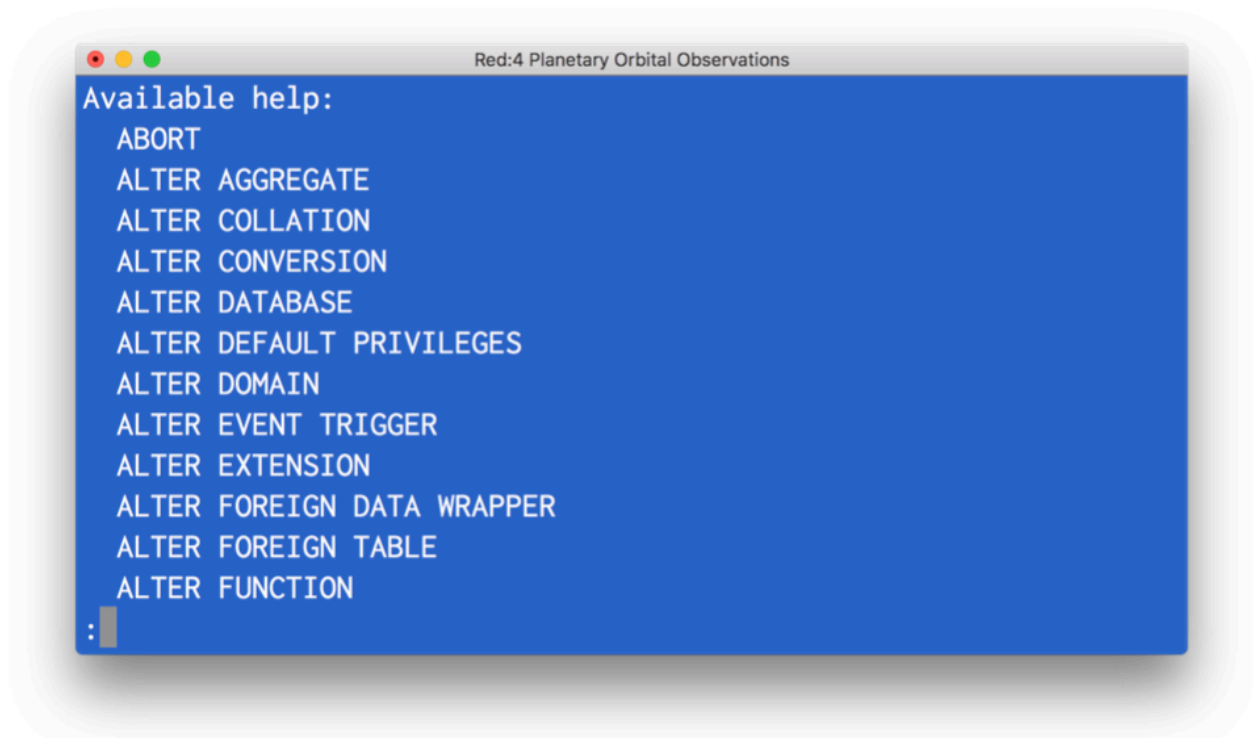 Red:4 Planetary Orbital Observations
Available help:
ABORT
ALTER AGGREGATE
ALTER COLLATION
ALTER CONVERSION
ALTER DATABASE
ALTER DEFAULT PRIVILEGES
ALTER DOMAIN
ALTER EVENT TRIGGER
ALTER EXTENSION
ALTER FOREIGN DATA WRAPPER
ALTER FOREIGN TABLE
ALTER FUNCTION
: